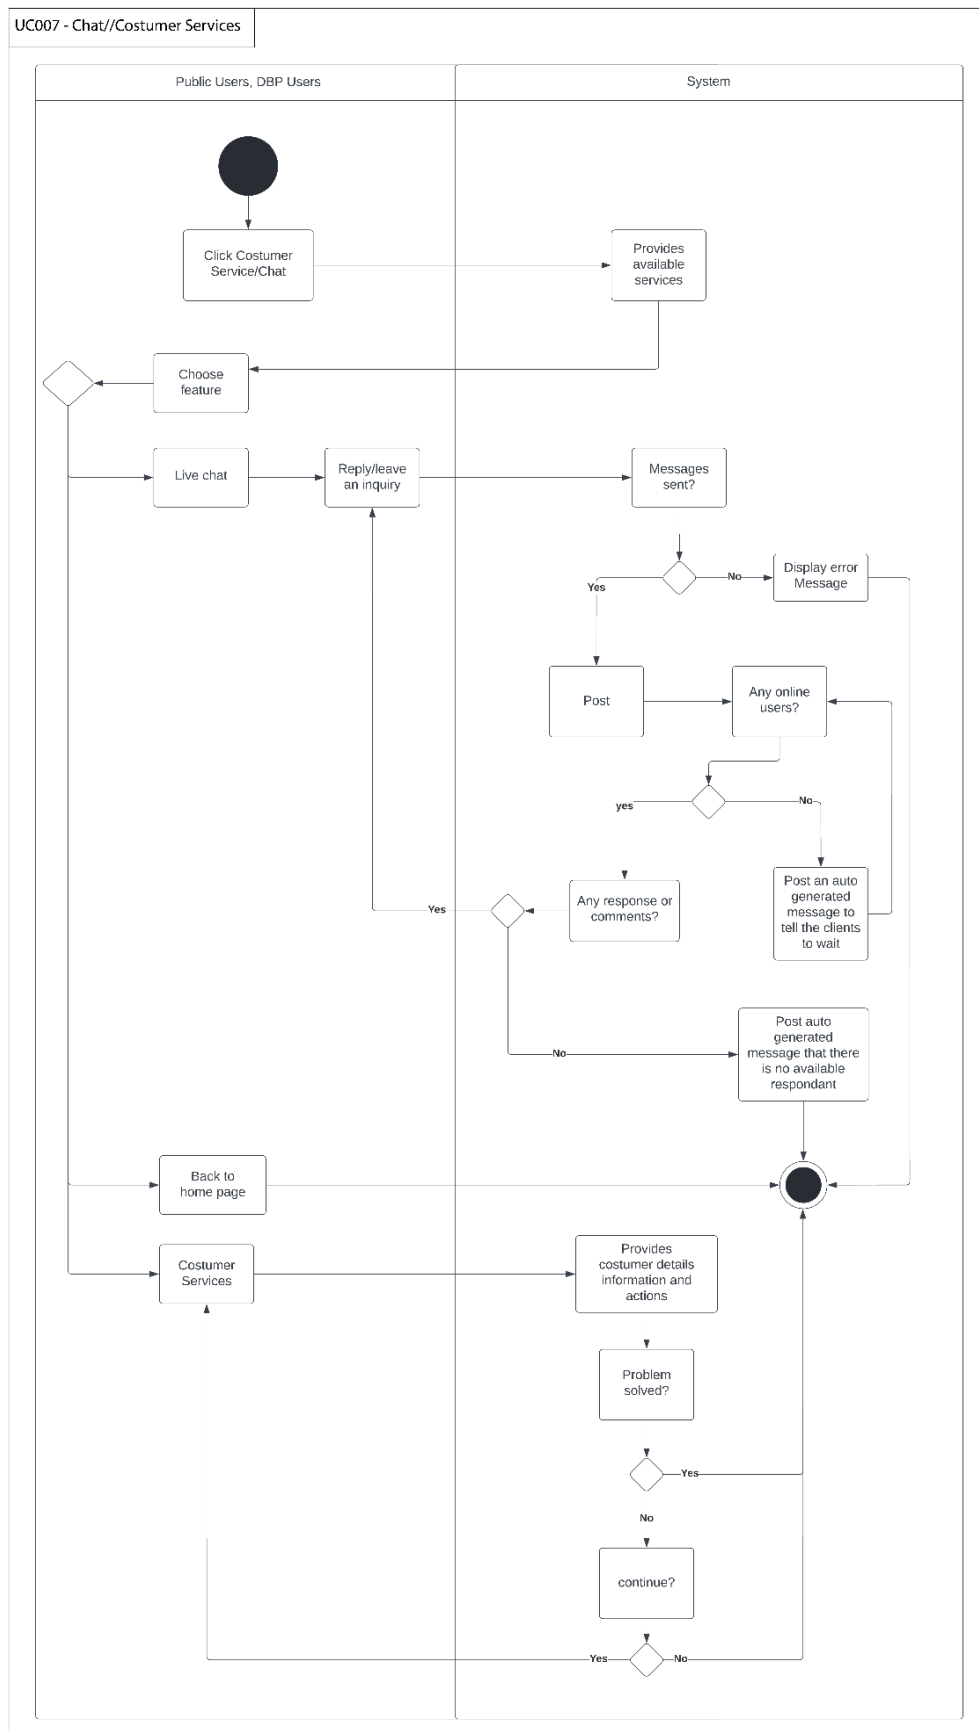 UC007 - Chat//Costumer Services
Public Users, DBP Users
System
Click Costumer
Service/Chat
Provides
available
services
Choose
feature
Live chat
Reply/leave
an inquiry
Messages
sent?
Yes
No
Display error
Message
Post
Any online
users?
yes
No
Post an auto
generated
message to
tell the clients
to wait
Any response or
comments?
Yes
No
Post auto
generated
message that there
is no available
respondant
Back to
home page
Costumer
Services
Provides
costumer details
information and
actions
Problem
solved?
Yes
No
continue?
Yes
No